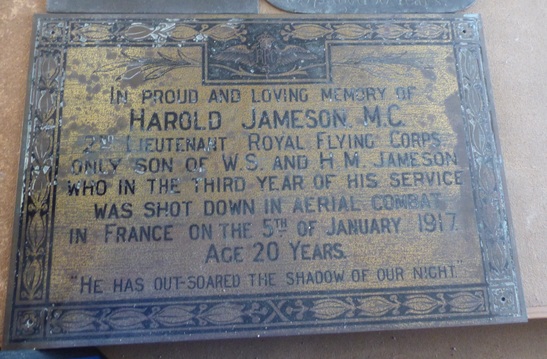 In proud and loving memory of
Harold Jameson, M.C.
2nd Lieutenant Royal Flying Corps
only son of W.S. and H.M. Jameson
who in the third year of his service
was shot down in aerial combat
in France on the 5th of January 1917.
Age 20 years.
"He has out-soared the shadow of our night."